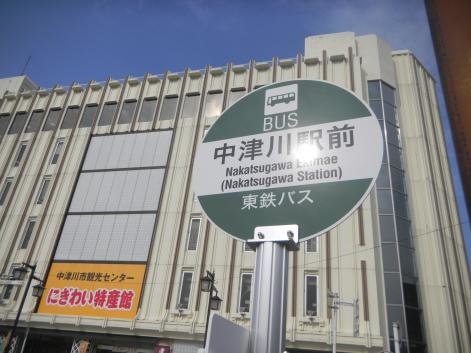 BUS
中津川駅前
Nakatsugawa Ekimae
(Nakatsugawa Station)
東鉄バス
中津川市観光センター
にぎわい特産館